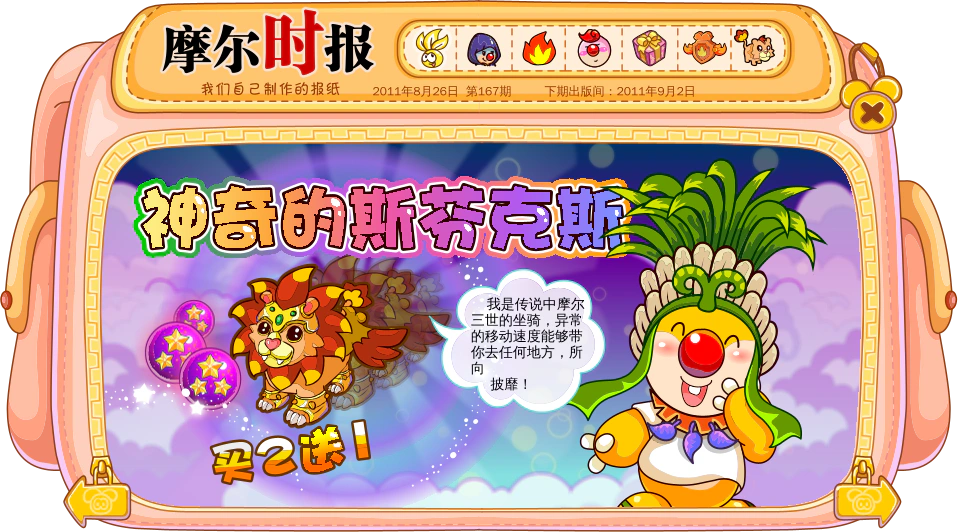 摩尔时报
我们自己制作的报纸
2011年8月26日 第167期 下期出版间：2011年9月2日
神奇的斯芬克斯
我是传说中摩尔
三世的坐骑，异常
的移动速度能够带
你去任何地方，所
向
披靡！
买2送1